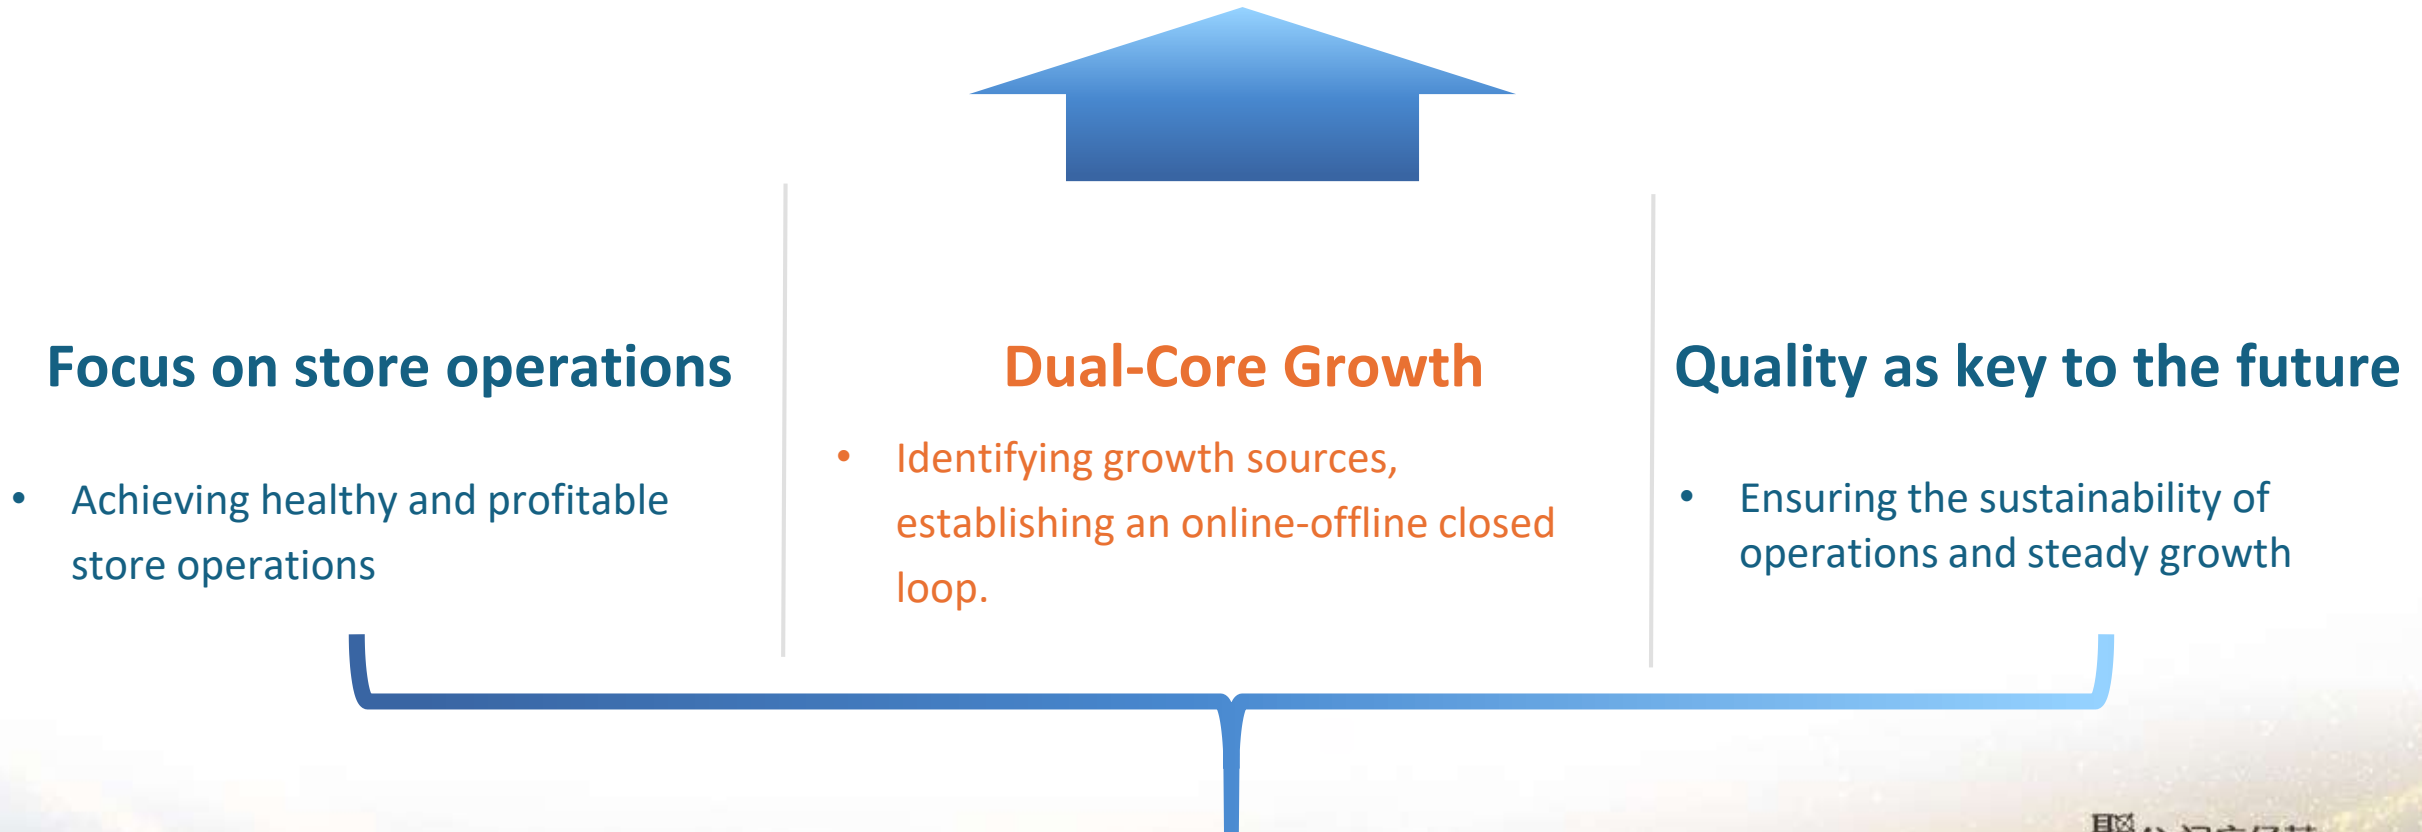 Focus on store operations
• Achieving healthy and profitable
store operations
Dual-Core Growth
• Identifying growth sources,
establishing an online-offline closed
loop.
Quality as key to the future
• Ensuring the sustainability of
operations and steady growth